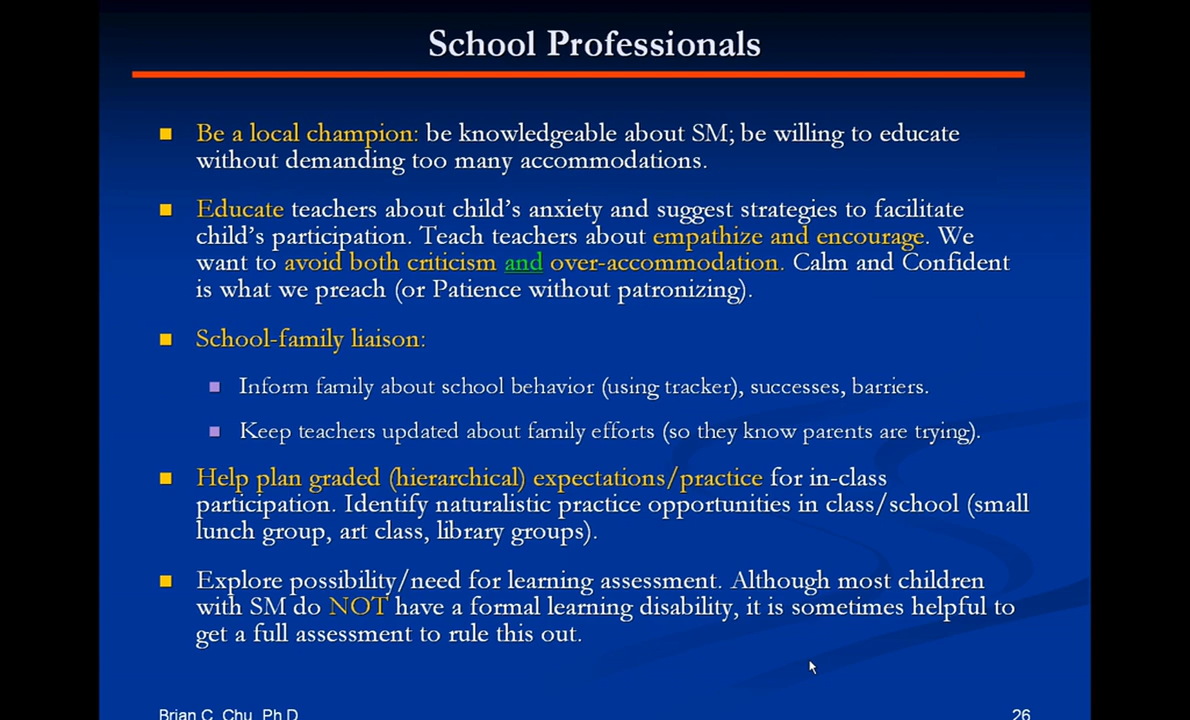 School Professionals
Be a local champion: be knowledgeable about SM; be willing to educate
without demanding too many accommodations.
Educate teachers about child's anxiety and suggest strategies to facilitate
child's participation. Teach teachers about empathize and encourage. We
want to avoid both criticism and over-accommodation. Calm and Confident
is what we preach (or Patience without patronizing).
School-family liaison:
Inform family about school behavior (using tracker), successes, barriers.
Keep teachers updated about family efforts (so they know parents are trying).
Help plan graded (hierarchical) expectations/practice for in-class
participation. Identify naturalistic practice opportunities in class/school (small
lunch group, art class, library groups).
Explore possibility/need for learning assessment. Although most children
with SM do NOT have a formal learning disability, it is sometimes helpful to
get a full assessment to rule this out.
Brian C. Chu, Ph.D.
26